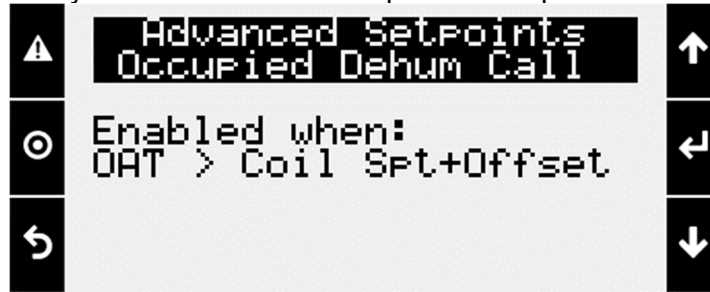 Advanced Setpoints
Occupied Dehum Call
Enabled when:
OAT > Coil Spt+Offset